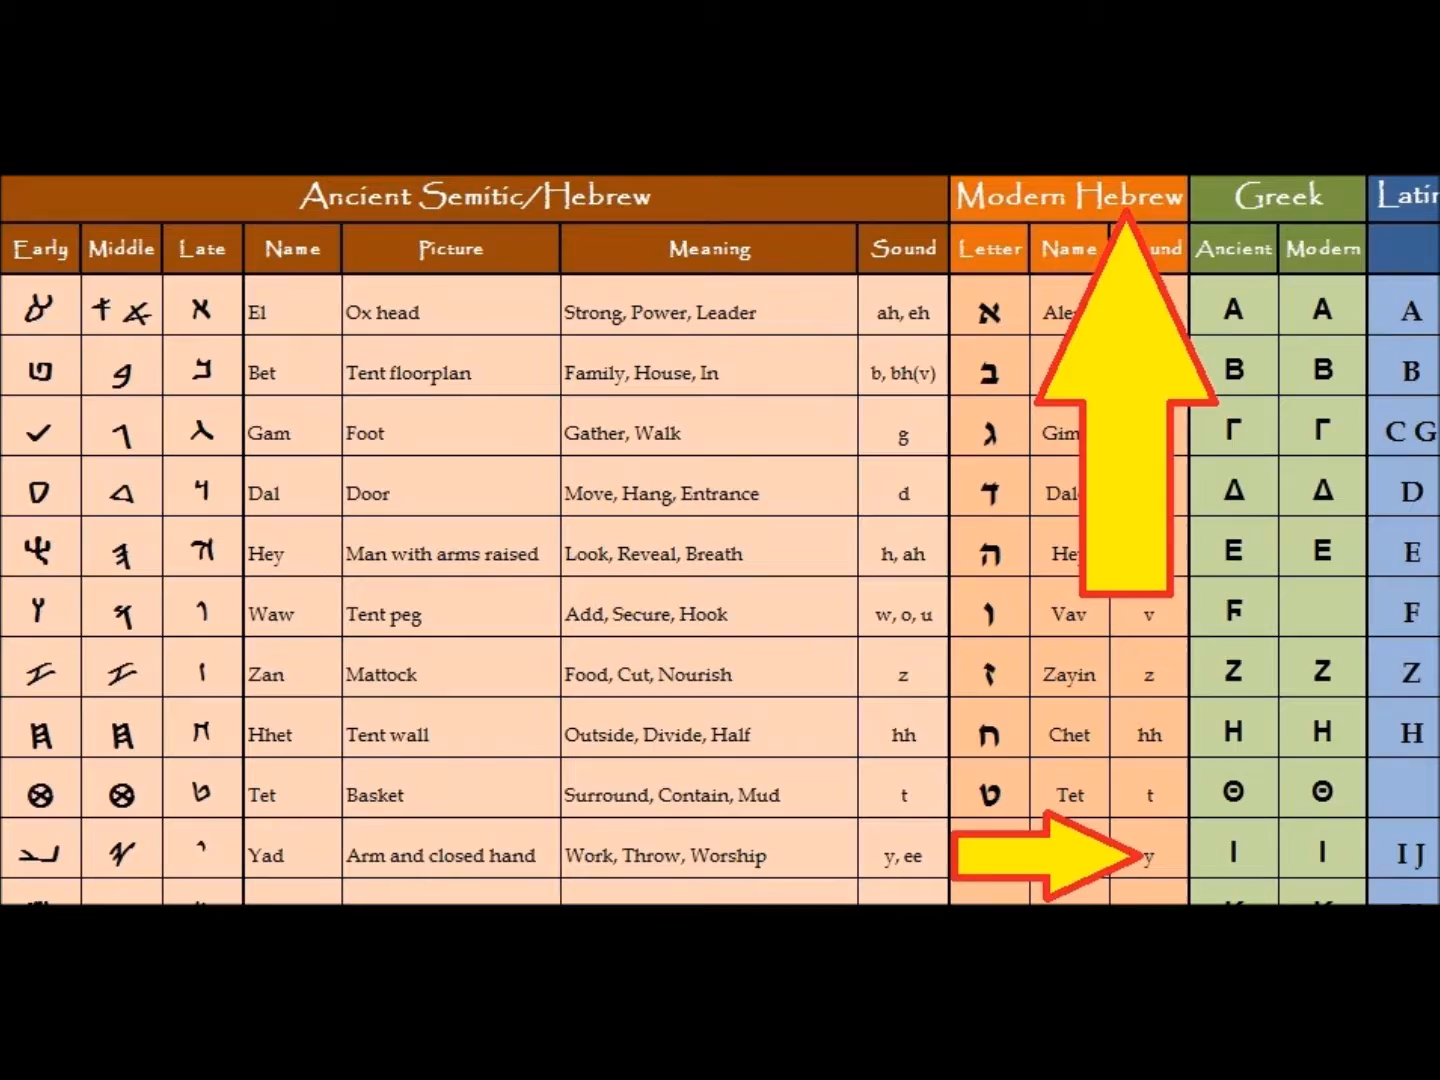 Ancient Semitic/Hebrew Modern Hebrew Greek
Early Middle Late Name Picture Meaning Sound Letter Name Ancient Modern
El Ox head Strong, Power, Leader ah, eh א Α Α A
Bet Tent floorplan Family, House, In b, bh(v) ב Β Β B
Gam Foot Gather, Walk g ג Γ Γ C G
Dal Door Move, Hang, Entrance d ד Δ Δ D
Hey Man with arms raised Look, Reveal, Breath h, ah ה Ε Ε E
Waw Tent peg Add, Secure, Hook w, o, u ו Vav v Ϝ F
Zan Mattock Food, Cut, Nourish z ז Zayin z Ζ Ζ Z
Hhet Tent wall Outside, Divide, Half hh ח Chet hh Η Η H
Tet Basket Surround, Contain, Mud t ט Tet t Θ Θ
Yad Arm and closed hand Work, Throw, Worship y, ee y Ι Ι I J